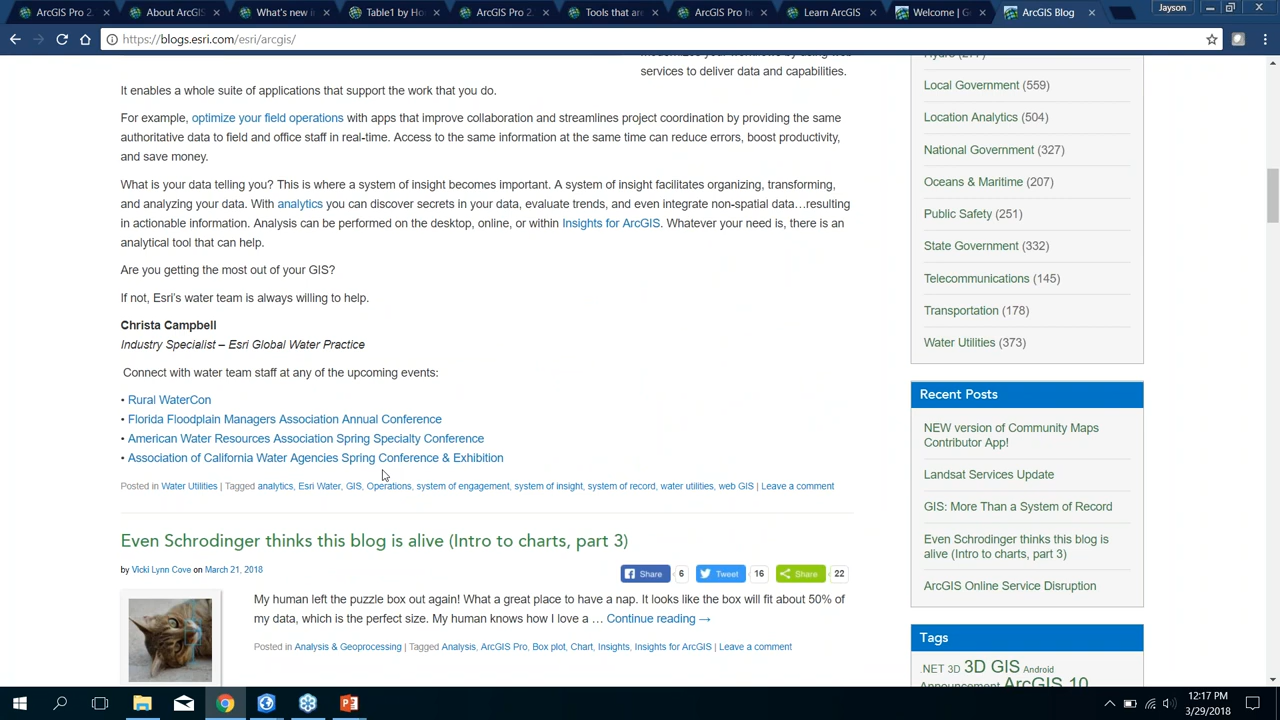 ArcGIS Pro 2.
About ArcGIS
What's new i
Table1 by Ho
ArcGIS Pro 2.
Tools that are
ArcGIS Pro he
Learn ArcGIS
Welcome | G
ArcGIS Blog
Jayson
https://blogs.esri.com/esri/arcgis/
services to deliver data and capabilities.
It enables a whole suite of applications that support the work that you do.
For example, optimize your field operations with apps that improve collaboration and streamlines project coordination by providing the same
authoritative data to field and office staff in real-time. Access to the same information at the same time can reduce errors, boost productivity,
and save money.
What is your data telling you? This is where a system of insight becomes important. A system of insight facilitates organizing, transforming,
and analyzing your data. With analytics you can discover secrets in your data, evaluate trends, and even integrate non-spatial data…resulting
in actionable information. Analysis can be performed on the desktop, online, or within Insights for ArcGIS. Whatever your need is, there is an
analytical tool that can help.
Are you getting the most out of your GIS?
If not, Esri's water team is always willing to help.
Christa Campbell
Industry Specialist – Esri Global Water Practice
Connect with water team staff at any of the upcoming events:
• Rural WaterCon
• Florida Floodplain Managers Association Annual Conference
• American Water Resources Association Spring Specialty Conference
• Association of California Water Agencies Spring Conference & Exhibition
Posted in Water Utilities | Tagged analytics, Esri Water, GIS, Operations, system of engagement, system of insight, system of record, water utilities, web GIS | Leave a comment
Even Schrodinger thinks this blog is alive (Intro to charts, part 3)
by Vicki Lynn Cove on March 21, 2018
Share 6 Tweet 16 Share 22
My human left the puzzle box out again! What a great place to have a nap. It looks like the box will fit about 50% of
my data, which is the perfect size. My human knows how I love a … Continue reading →
Posted in Analysis & Geoprocessing | Tagged Analysis, ArcGIS Pro, Box plot, Chart, Insights, Insights for ArcGIS | Leave a comment
Local Government (559)
Location Analytics (504)
National Government (327)
Oceans & Maritime (207)
Public Safety (251)
State Government (332)
Telecommunications (145)
Transportation (178)
Water Utilities (373)
Recent Posts
NEW version of Community Maps
Contributor App!
Landsat Services Update
GIS: More Than a System of Record
Even Schrodinger thinks this blog is
alive (Intro to charts, part 3)
ArcGIS Online Service Disruption
Tags
.NET 3D 3D GIS Android
Announcement ArcGIS 10
12:17 PM
3/29/2018